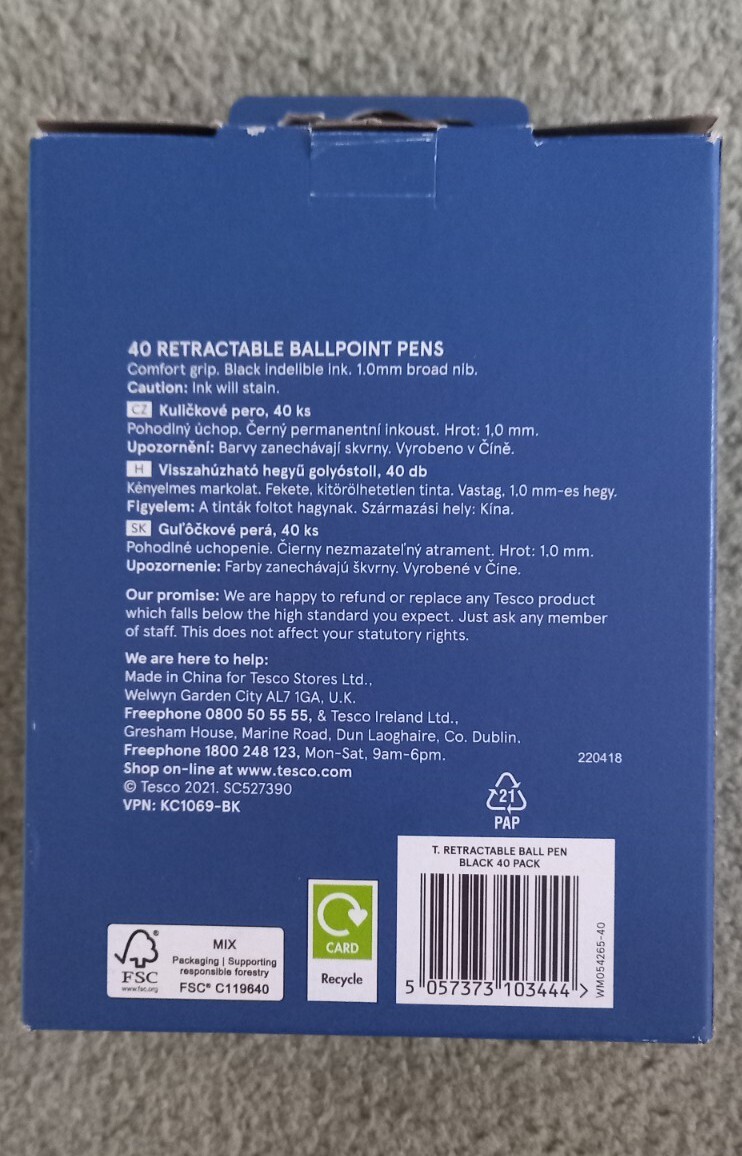 40 RETRACTABLE BALLPOINT PENS
Comfort grip. Black indelible ink. 1.0mm broad nib.
Caution: Ink will stain.
CZ Kuličkové pero, 40 ks
Pohodlný úchop. Černý permanentní inkoust. Hrot: 1,0 mm.
Upozornění: Barvy zanechávají skvrny. Vyrobeno v Číně.
H Visszahúzható hegyű golyóstoll, 40 db
Kényelmes markolat. Fekete, kitörölhetetlen tinta. Vastag, 1,0 mm-es hegy.
Figyelem: A tinták foltot hagynak. Származási hely: Kína.
SK Guľôčkové perá, 40 ks
Pohodlné uchopenie. Čierny nezmazateľný atrament. Hrot: 1,0 mm.
Upozornenie: Farby zanechávajú škvrny. Vyrobené v Číne.
Our promise: We are happy to refund or replace any Tesco product
which falls below the high standard you expect. Just ask any member
of staff. This does not affect your statutory rights.
We are here to help:
Made in China for Tesco Stores Ltd.,
Welwyn Garden City AL7 1GA, U.K.
Freephone 0800 50 55 55, & Tesco Ireland Ltd.,
Gresham House, Marine Road, Dun Laoghaire, Co. Dublin.
Freephone 1800 248 123, Mon-Sat, 9am-6pm.
220418
Shop on-line at www.tesco.com
© Tesco 2021. SC527390
VPN: KC1069-BK
21
PAP
T. RETRACTABLE BALL PEN
BLACK 40 PACK
5 057373 103444 >
WM054265-40
CARD
Recycle
FSC®
www.fsc.org
MIX
Packaging | Supporting
responsible forestry
FSC® C119640